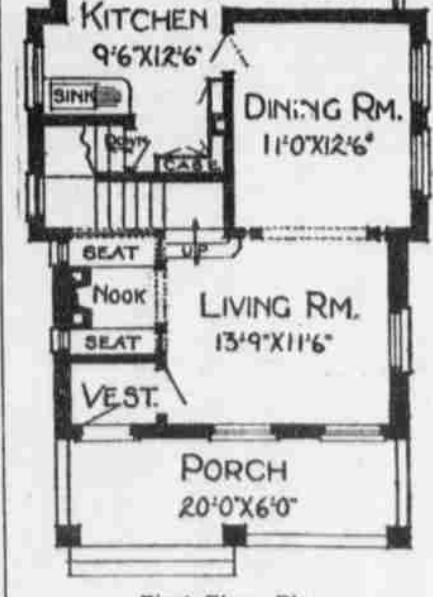 KITCHEN
9'6"X12'6"
SINK
DINING RM.
11'0"X12'6"
DOWN
CASE
UP
SEAT
NOOK
LIVING RM.
13'9"X11'6"
SEAT
VEST.
PORCH
20'0"X6'0"